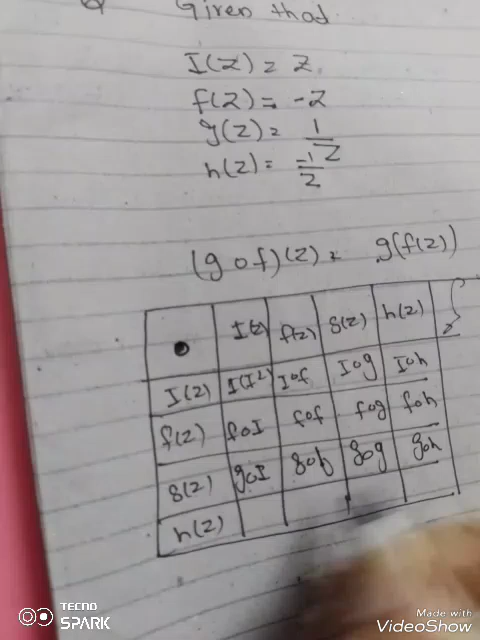 Given that
I(z) = z
f(z) = -z
g(z) = 1/z
h(z) = -1/z
(g o f)(z) = g(f(z))
• I(z) f(z) g(z) h(z)
I(z) I(I²) Iof Iog Ioh
f(z) foI fof fog foh
g(z) goI gof gog goh
h(z)
TECNO
SPARK
Made with
VideoShow